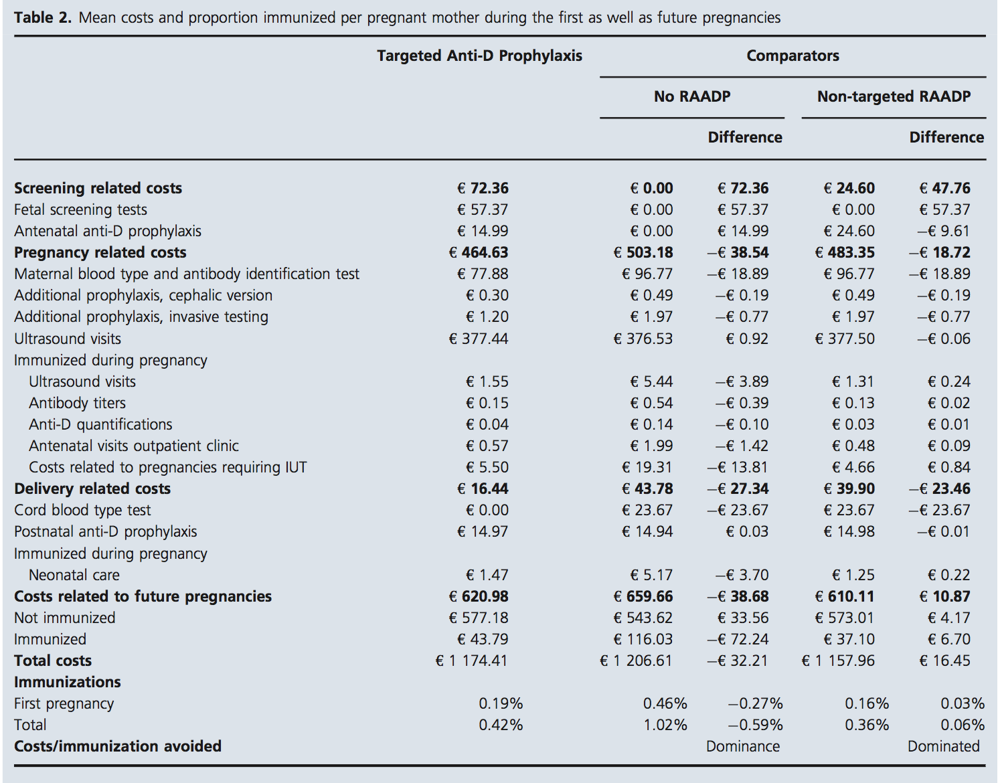 Table 2. Mean costs and proportion immunized per pregnant mother during the first as well as future pregnancies
Targeted Anti-D Prophylaxis Comparators
No RAADP Non-targeted RAADP
Difference Difference
Screening related costs € 72.36 € 0.00 € 72.36 € 24.60 € 47.76
Fetal screening tests € 57.37 € 0.00 € 57.37 € 0.00 € 57.37
Antenatal anti-D prophylaxis € 14.99 € 0.00 € 14.99 € 24.60 −€ 9.61
Pregnancy related costs € 464.63 € 503.18 −€ 38.54 € 483.35 −€ 18.72
Maternal blood type and antibody identification test € 77.88 € 96.77 −€ 18.89 € 96.77 −€ 18.89
Additional prophylaxis, cephalic version € 0.30 € 0.49 −€ 0.19 € 0.49 −€ 0.19
Additional prophylaxis, invasive testing € 1.20 € 1.97 −€ 0.77 € 1.97 −€ 0.77
Ultrasound visits € 377.44 € 376.53 € 0.92 € 377.50 −€ 0.06
Immunized during pregnancy
Ultrasound visits € 1.55 € 5.44 −€ 3.89 € 1.31 € 0.24
Antibody titers € 0.15 € 0.54 −€ 0.39 € 0.13 € 0.02
Anti-D quantifications € 0.04 € 0.14 −€ 0.10 € 0.03 € 0.01
Antenatal visits outpatient clinic € 0.57 € 1.99 −€ 1.42 € 0.48 € 0.09
Costs related to pregnancies requiring IUT € 5.50 € 19.31 −€ 13.81 € 4.66 € 0.84
Delivery related costs € 16.44 € 43.78 −€ 27.34 € 39.90 −€ 23.46
Cord blood type test € 0.00 € 23.67 −€ 23.67 € 23.67 −€ 23.67
Postnatal anti-D prophylaxis € 14.97 € 14.94 € 0.03 € 14.98 −€ 0.01
Immunized during pregnancy
Neonatal care € 1.47 € 5.17 −€ 3.70 € 1.25 € 0.22
Costs related to future pregnancies € 620.98 € 659.66 −€ 38.68 € 610.11 € 10.87
Not immunized € 577.18 € 543.62 € 33.56 € 573.01 € 4.17
Immunized € 43.79 € 116.03 −€ 72.24 € 37.10 € 6.70
Total costs € 1 174.41 € 1 206.61 −€ 32.21 € 1 157.96 € 16.45
Immunizations
First pregnancy 0.19% 0.46% −0.27% 0.16% 0.03%
Total 0.42% 1.02% −0.59% 0.36% 0.06%
Costs/immunization avoided Dominance Dominated